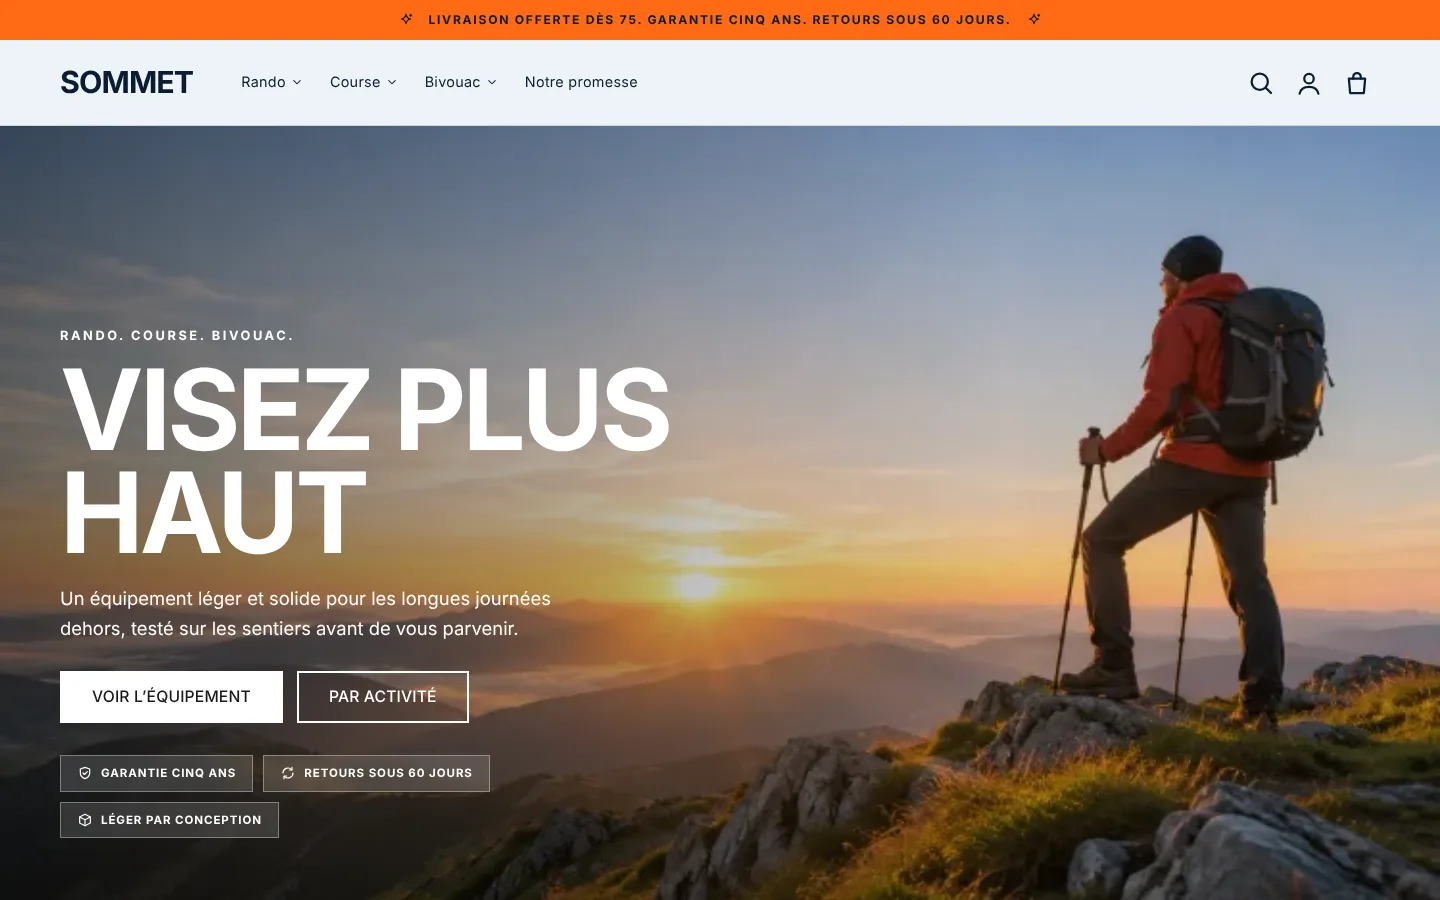 LIVRAISON OFFERTE DÈS 75. GARANTIE CINQ ANS. RETOURS SOUS 60 JOURS.
SOMMET
Rando
Course
Bivouac
Notre promesse
RANDO. COURSE. BIVOUAC.
VISEZ PLUS
HAUT
Un équipement léger et solide pour les longues journées
dehors, testé sur les sentiers avant de vous parvenir.
VOIR L’ÉQUIPEMENT
PAR ACTIVITÉ
GARANTIE CINQ ANS
RETOURS SOUS 60 JOURS
LÉGER PAR CONCEPTION